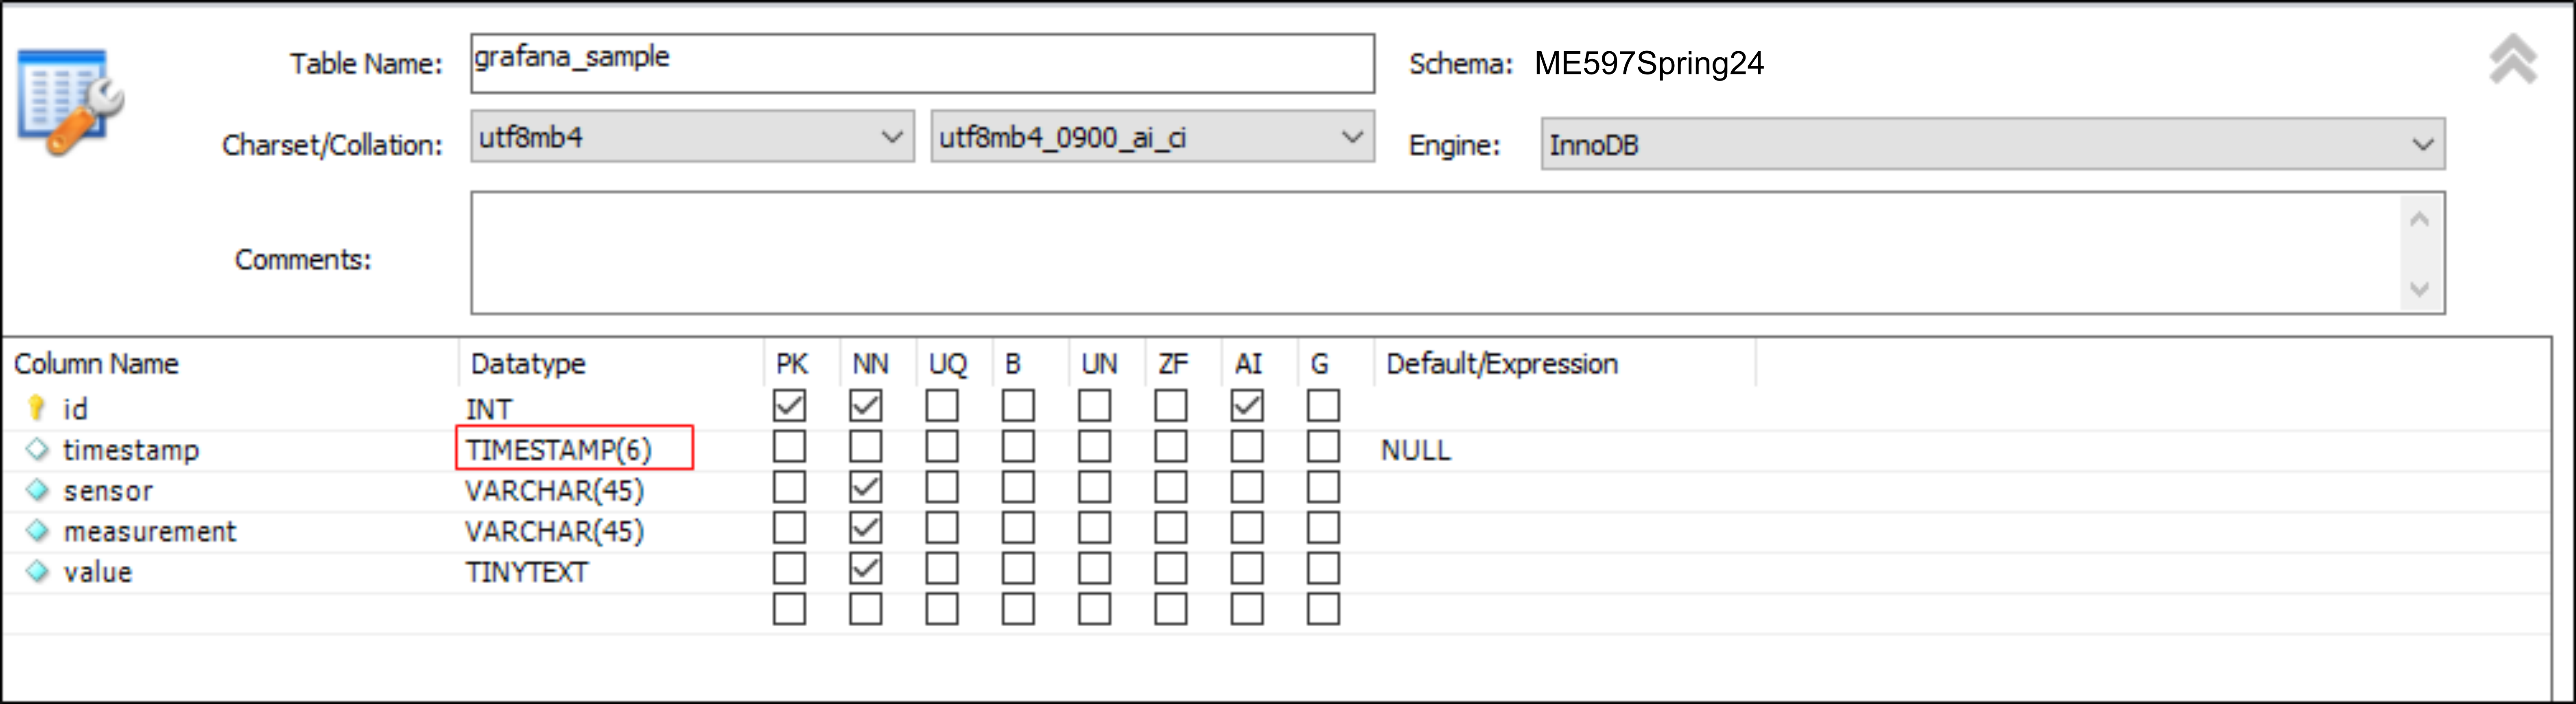 Table Name: grafana_sample Schema: ME597Spring24
Charset/Collation: utf8mb4 utf8mb4_0900_ai_ci Engine: InnoDB
Comments:
Column Name Datatype PK NN UQ B UN ZF AI G Default/Expression
id INT
timestamp TIMESTAMP(6) NULL
sensor VARCHAR(45)
measurement VARCHAR(45)
value TINYTEXT